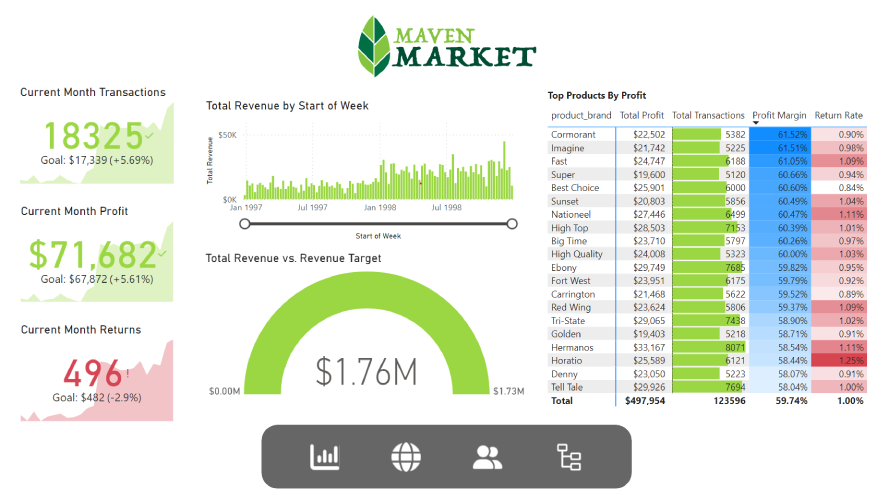 MAVEN
MARKET
Current Month Transactions
18325
Goal: $17,339 (+5.69%)
Current Month Profit
$71,682
Goal: $67,872 (+5.61%)
Current Month Returns
496!
Goal: $482 (-2.9%)
Total Revenue by Start of Week
Total Revenue
$50K
$0K
Jan 1997 Jul 1997 Jan 1998 Jul 1998
Start of Week
Total Revenue vs. Revenue Target
$1.76M
$0.00M $1.73M
Top Products By Profit
product_brand Total Profit Total Transactions Profit Margin Return Rate
Cormorant $22,502 5382 61.52% 0.90%
Imagine $21,742 5225 61.51% 0.98%
Fast $24,747 6188 61.05% 1.09%
Super $19,600 5120 60.66% 0.94%
Best Choice $25,901 6000 60.60% 0.84%
Sunset $20,803 5856 60.49% 1.04%
Nationeel $27,446 6499 60.47% 1.11%
High Top $28,503 7153 60.39% 1.01%
Big Time $23,710 5797 60.26% 0.97%
High Quality $24,008 5323 60.00% 1.03%
Ebony $29,749 7685 59.82% 0.95%
Fort West $23,951 6175 59.79% 0.92%
Carrington $21,468 5622 59.52% 0.89%
Red Wing $23,624 5806 59.37% 1.09%
Tri-State $29,065 7438 58.90% 1.02%
Golden $19,403 5218 58.71% 0.91%
Hermanos $33,167 8071 58.54% 1.11%
Horatio $25,589 6121 58.44% 1.25%
Denny $23,050 5223 58.07% 0.91%
Tell Tale $29,926 7694 58.04% 1.00%
Total $497,954 123596 59.74% 1.00%